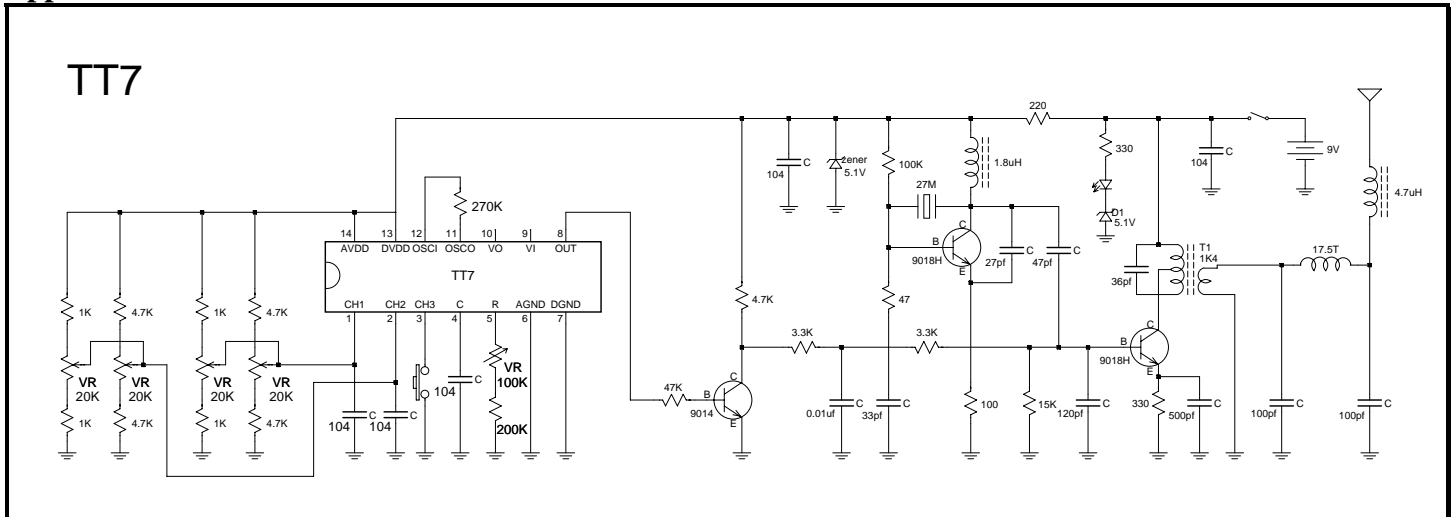 TT7
220
9V
104 C
zener
5.1V
100K
1.8uH
27M
330
104 C
4.7uH
270K
14 13 12 11 10 9 8
AVDD DVDD OSCI OSCO VO VI OUT
TT7
CH1 CH2 CH3 C R AGND DGND
1 2 3 4 5 6 7
B C E
9018H
27pf C
47pf C
D1
5.1V
T1
1K4
36pf C
17.5T
1K 4.7K 1K 4.7K
4.7K
47
VR
20K
VR
20K
VR
20K
VR
20K
VR
100K
200K
104
C
104 C
104 C
3.3K
3.3K
B C E
9018H
47K
B C E
9014
1K 4.7K 1K 4.7K
0.01uf C
33pf C
100
15K
120pf C
330
500pf C
100pf C
100pf C